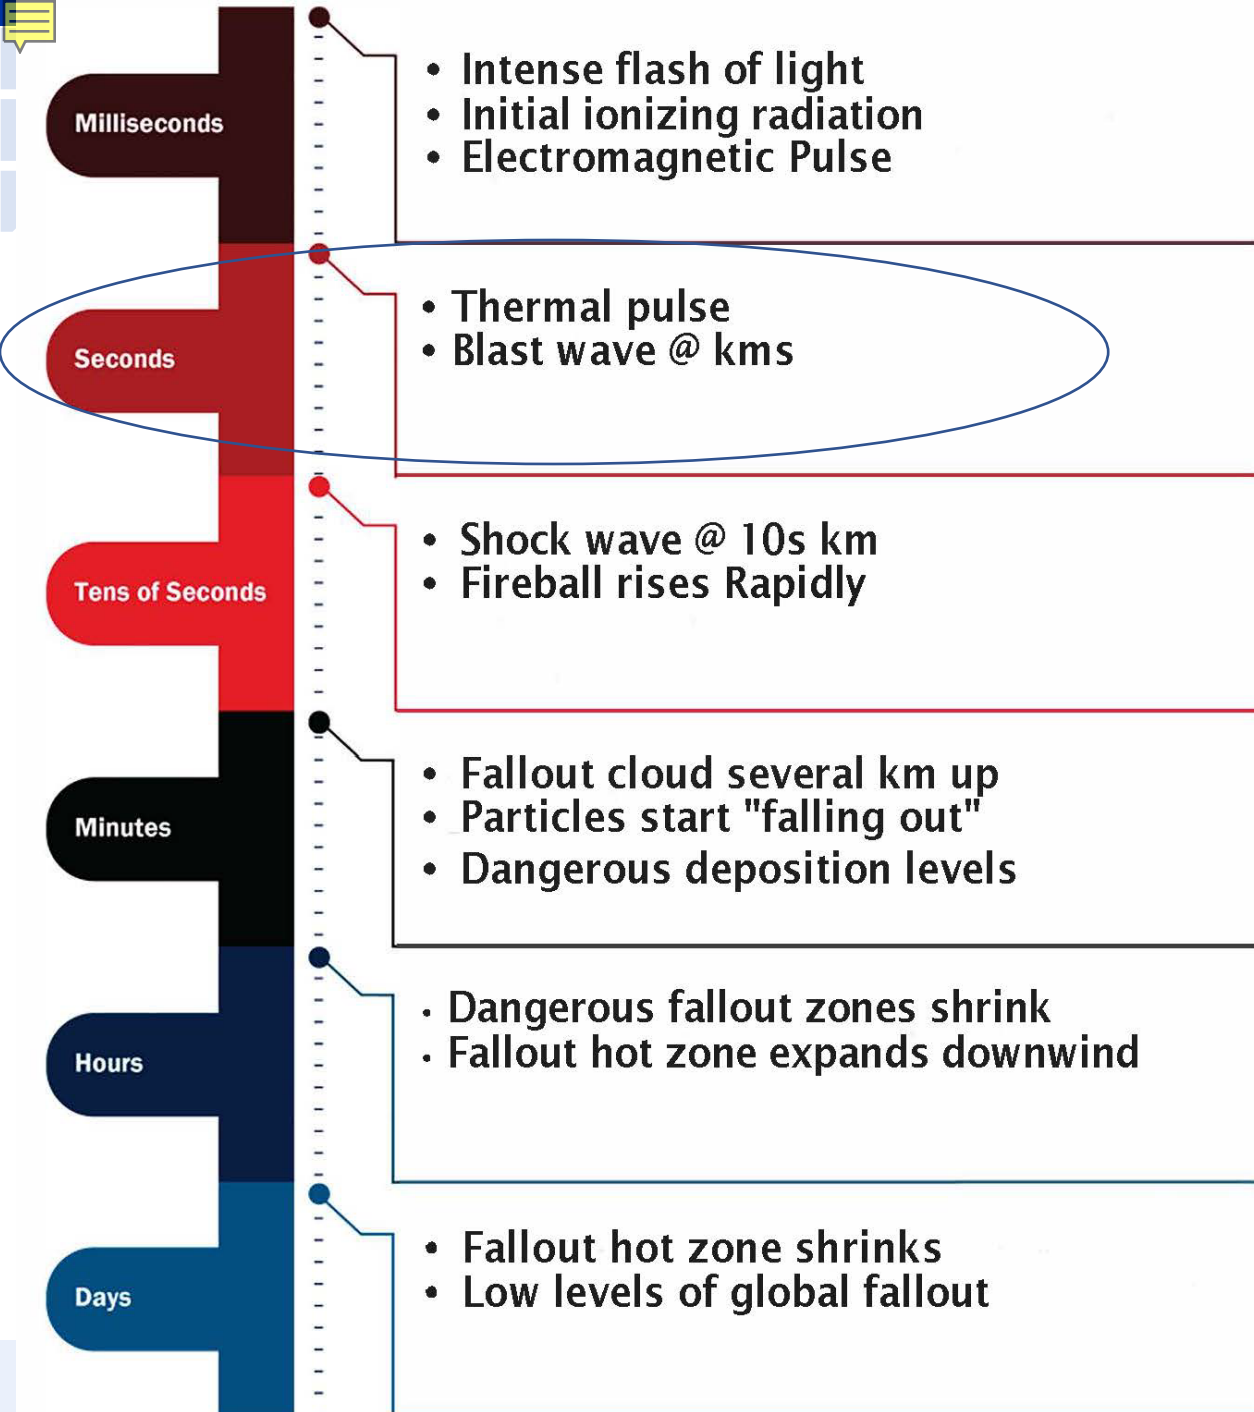 Milliseconds
• Intense flash of light
• Initial ionizing radiation
• Electromagnetic Pulse
Seconds
• Thermal pulse
• Blast wave @ kms
Tens of Seconds
• Shock wave @ 10s km
• Fireball rises Rapidly
Minutes
• Fallout cloud several km up
• Particles start "falling out"
• Dangerous deposition levels
Hours
· Dangerous fallout zones shrink
· Fallout hot zone expands downwind
Days
• Fallout hot zone shrinks
• Low levels of global fallout